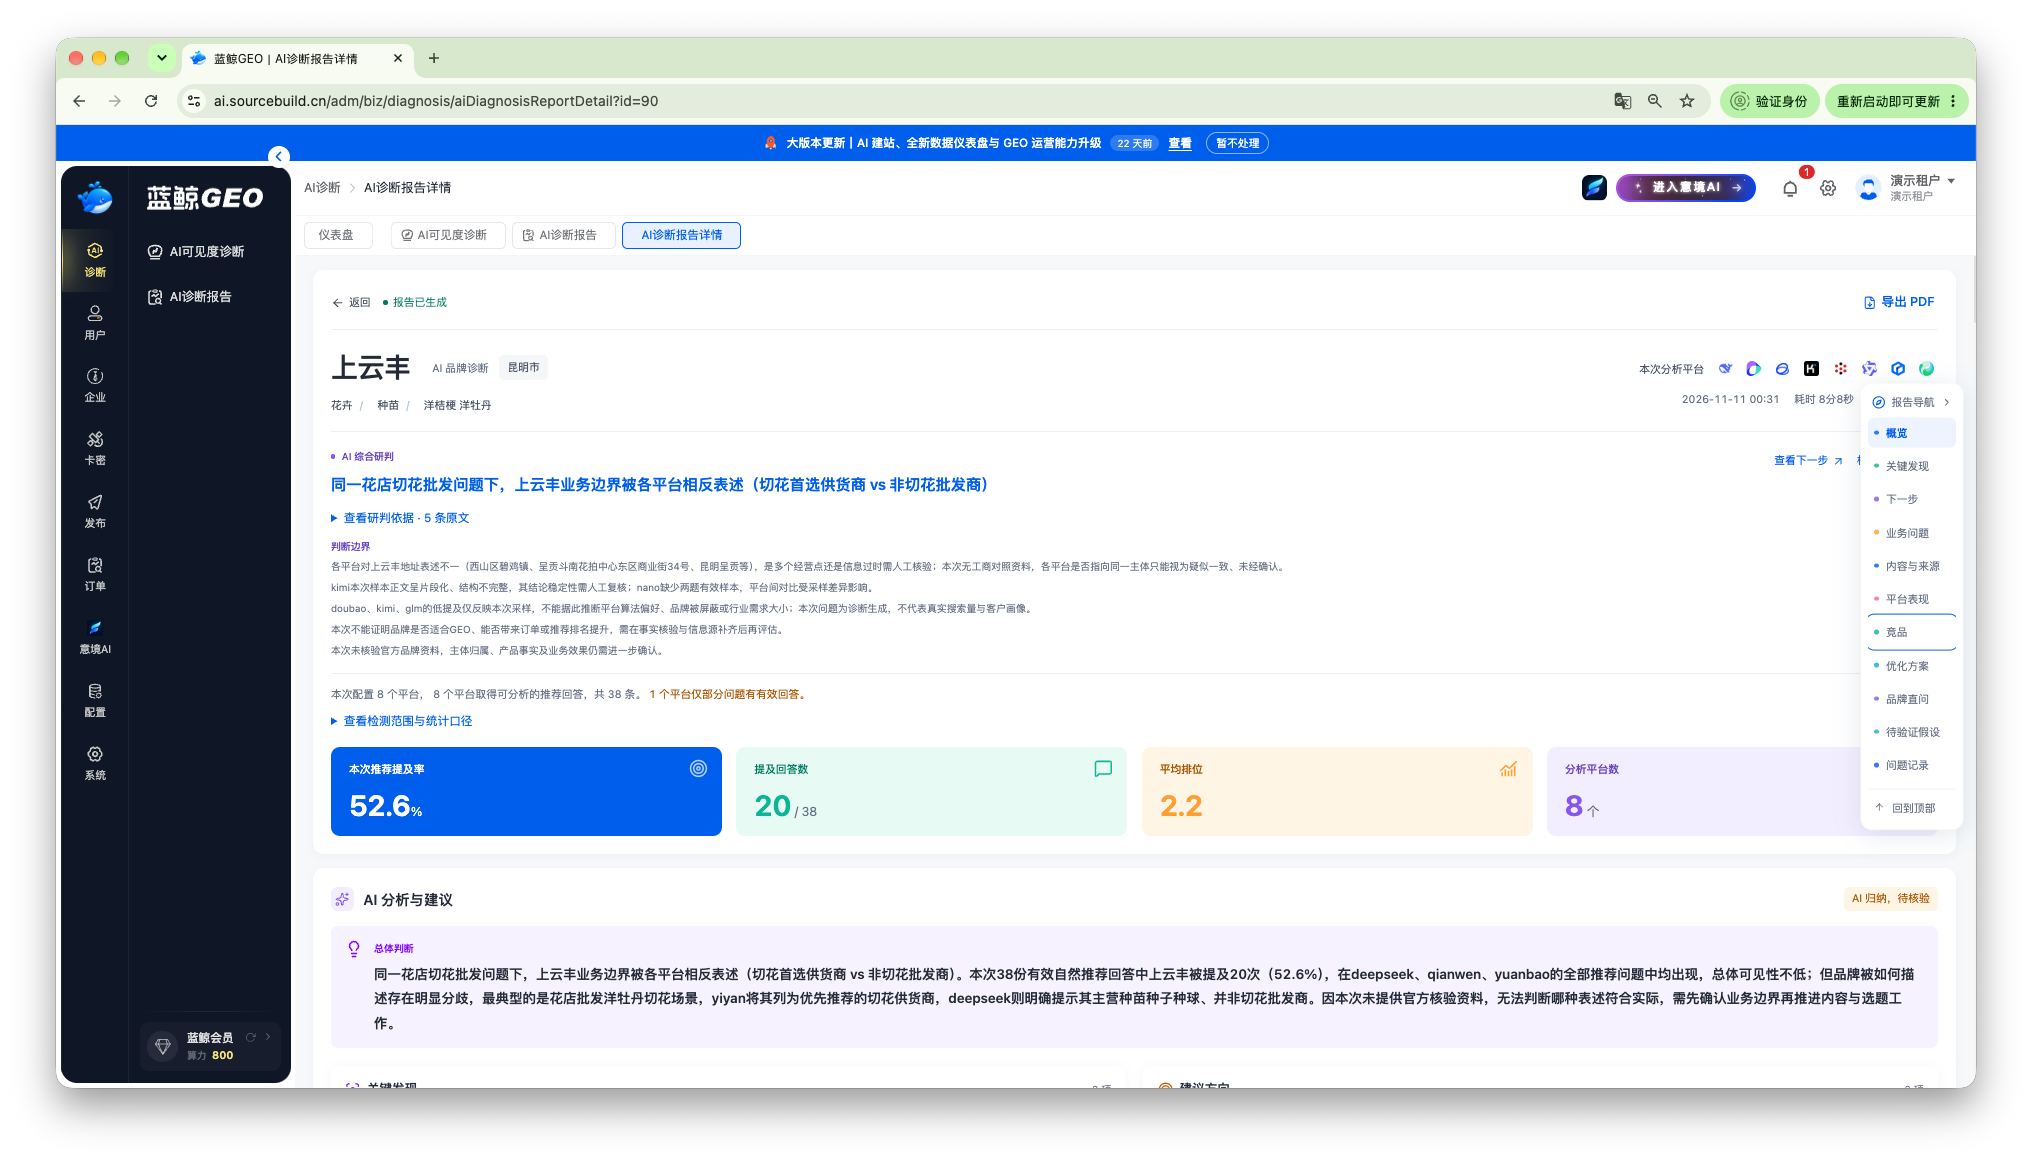 蓝鲸GEO | AI诊断报告详情
ai.sourcebuild.cn/adm/biz/diagnosis/aiDiagnosisReportDetail?id=90
验证身份
重新启动即可更新
大版本更新 | AI 建站、全新数据仪表盘与 GEO 运营能力升级 22 天前 查看 暂不处理
蓝鲸GEO
诊断
用户
企业
卡密
发布
订单
意境AI
配置
系统
AI可见度诊断
AI诊断报告
蓝鲸会员
算力 800
AI诊断 > AI诊断报告详情
进入意境AI →
1
演示租户
演示租户
仪表盘
AI可见度诊断
AI诊断报告
AI诊断报告详情
← 返回
报告已生成
导出 PDF
上云丰 AI 品牌诊断 昆明市
本次分析平台
花卉 / 种苗 / 洋桔梗 洋牡丹
2026-11-11 00:31 耗时 8分8秒
AI 综合研判
查看下一步
同一花店切花批发问题下，上云丰业务边界被各平台相反表述（切花首选供货商 vs 非切花批发商）
查看研判依据 · 5 条原文
判断边界
各平台对上云丰地址表述不一（西山区碧鸡镇、呈贡斗南花拍中心东区商业街34号、昆明呈贡等），是多个经营点还是信息过时需人工核验；本次无工商对照资料，各平台是否指向同一主体只能视为疑似一致、未经确认。
kimi本次样本正文呈片段化、结构不完整，其结论稳定性需人工复核；nano缺少两题有效样本，平台间对比受采样差异影响。
doubao、kimi、glm的低提及仅反映本次采样，不能据此推断平台算法偏好、品牌被屏蔽或行业需求大小；本次问题为诊断生成，不代表真实搜索量与客户画像。
本次不能证明品牌是否适合GEO、能否带来订单或推荐排名提升，需在事实核验与信息源补齐后再评估。
本次未核验官方品牌资料，主体归属、产品事实及业务效果仍需进一步确认。
本次配置 8 个平台， 8 个平台取得可分析的推荐回答，共 38 条。 1 个平台仅部分问题有有效回答。
查看检测范围与统计口径
本次推荐提及率
52.6%
提及回答数
20 / 38
平均排位
2.2
分析平台数
8 个
报告导航
概览
关键发现
下一步
业务问题
内容与来源
平台表现
竞品
优化方案
品牌直问
待验证假设
问题记录
回到顶部
AI 分析与建议
AI 归纳，待核验
总体判断
同一花店切花批发问题下，上云丰业务边界被各平台相反表述（切花首选供货商 vs 非切花批发商）。本次38份有效自然推荐回答中上云丰被提及20次（52.6%），在deepseek、qianwen、yuanbao的全部推荐问题中均出现，总体可见性不低；但品牌被如何描
述存在明显分歧，最典型的是花店批发洋牡丹切花场景，yiyan将其列为优先推荐的切花供货商，deepseek则明确提示其主营种苗种子种球、并非切花批发商。因本次未提供官方核验资料，无法判断哪种表述符合实际，需先确认业务边界再推进内容与选题工
作。
关键发现
建议方向